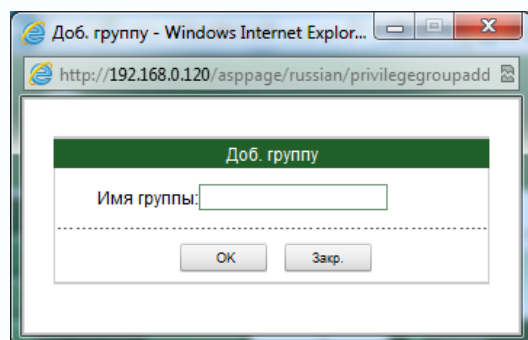 Доб. группу - Windows Internet Explor...
http://192.168.0.120/asppage/russian/privilegegroupadd
Доб. группу
Имя группы:
OK Закр.